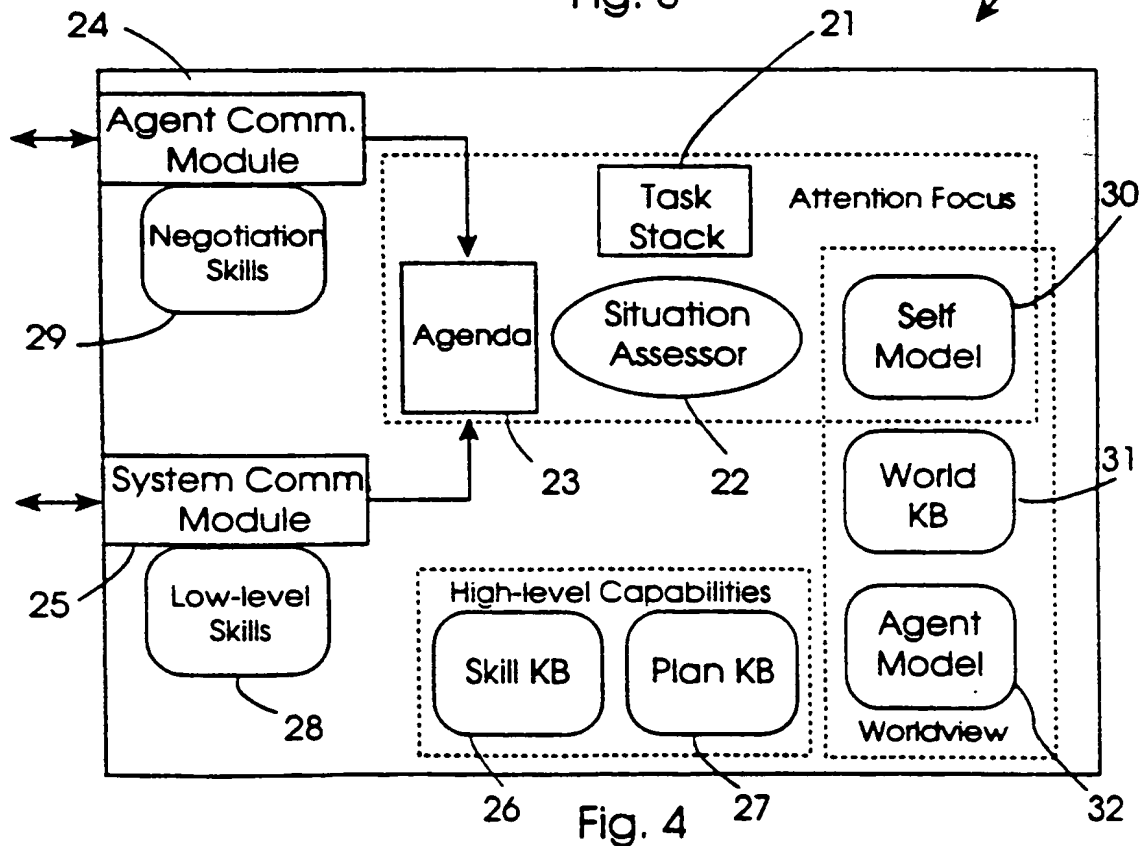 24
21
Agent Comm.
Module
Negotiation
Skills
29
Task
Stack
Attention Focus
30
Agenda
Situation
Assessor
Self
Model
23
22
System Comm.
Module
25
Low-level
Skills
28
World
KB
31
High-level Capabilities
Skill KB
Plan KB
26
27
Agent
Model
Worldview
32
Fig. 4